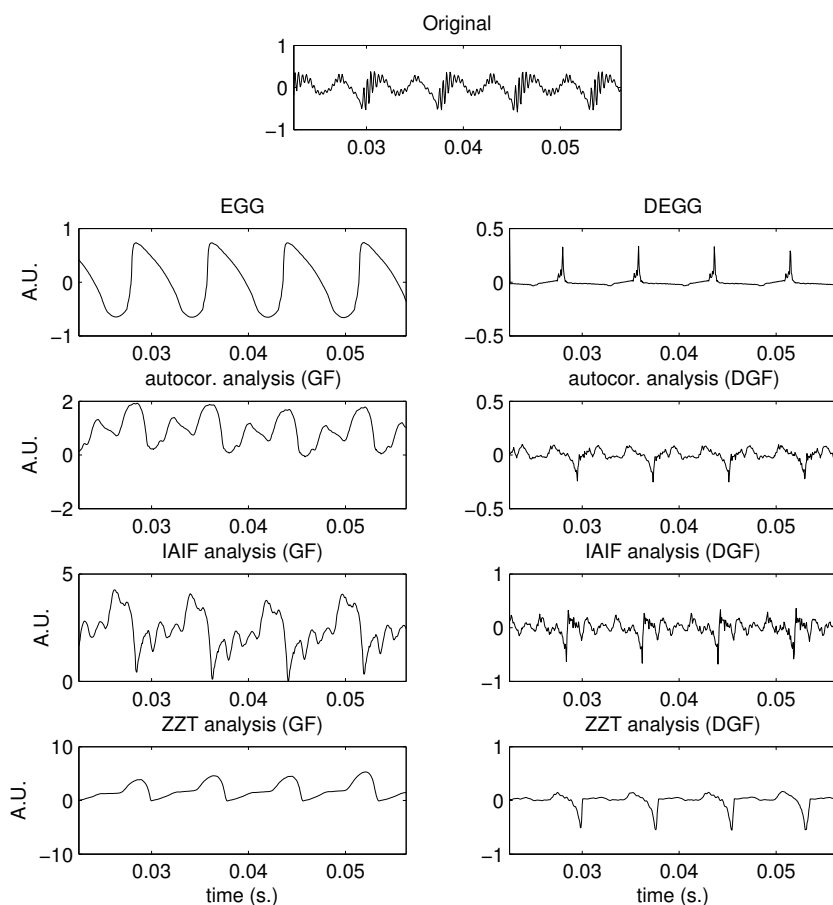 Original
1
0
−1
0.03 0.04 0.05
EGG
1
0
−1
A.U.
0.03 0.04 0.05
DEGG
0.5
0
−0.5
0.03 0.04 0.05
autocor. analysis (GF)
2
0
−2
A.U.
0.03 0.04 0.05
autocor. analysis (DGF)
0.5
0
−0.5
0.03 0.04 0.05
IAIF analysis (GF)
5
0
A.U.
0.03 0.04 0.05
IAIF analysis (DGF)
1
0
−1
0.03 0.04 0.05
ZZT analysis (GF)
10
0
−10
A.U.
0.03 0.04 0.05
time (s.)
ZZT analysis (DGF)
1
0
−1
0.03 0.04 0.05
time (s.)